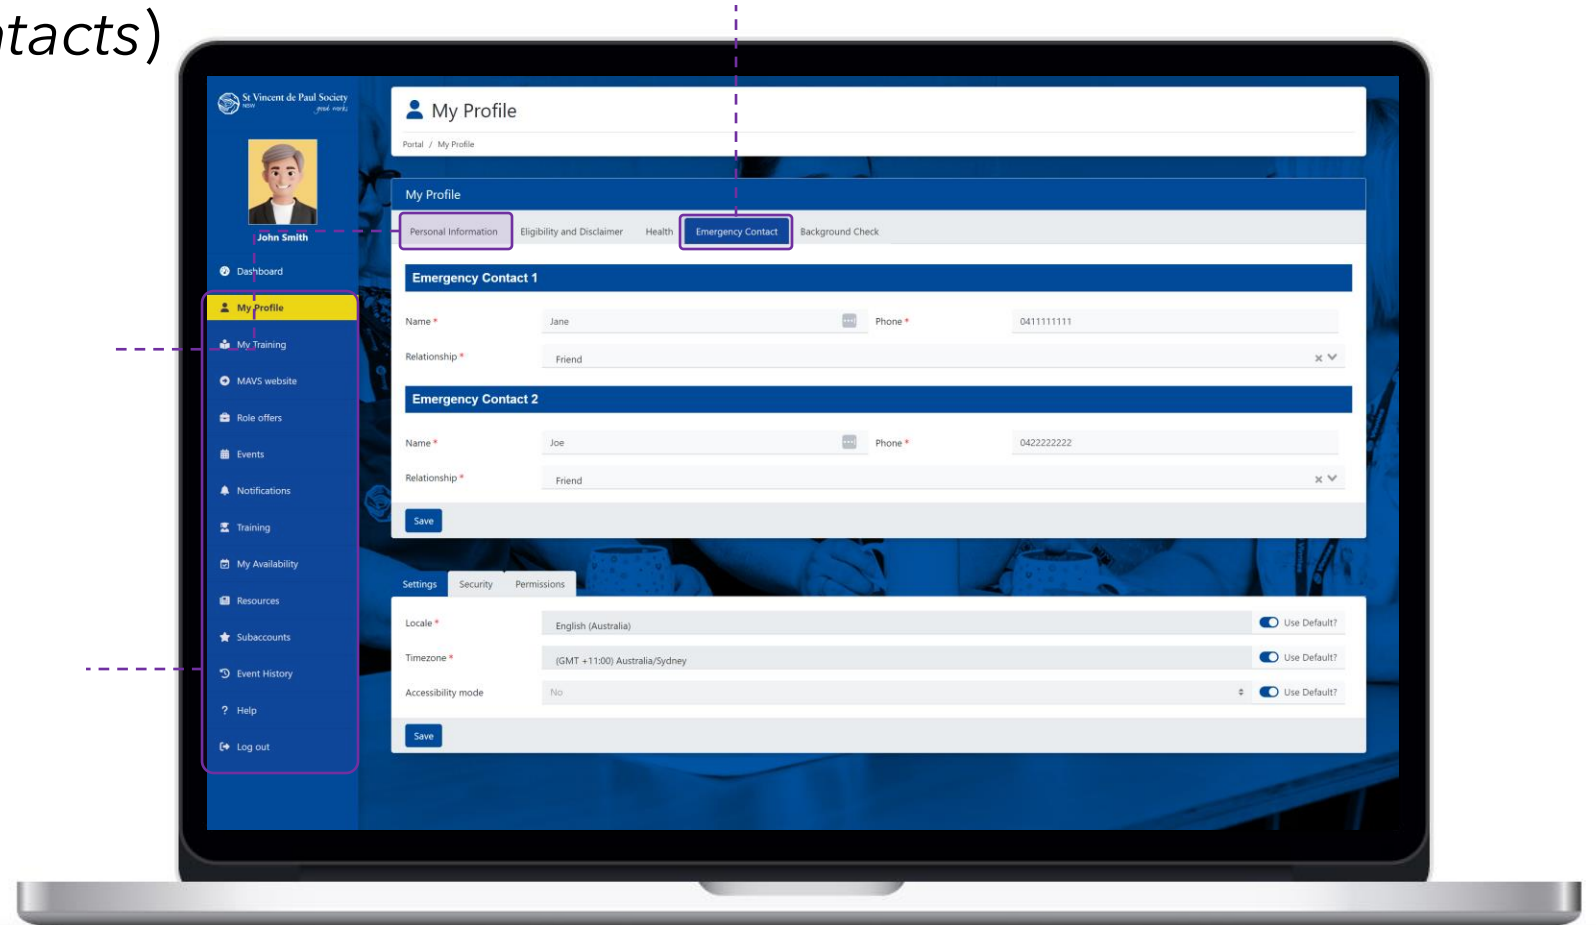 ntacts)
St Vincent de Paul Society
NSW good works
John Smith
Dashboard
My Profile
My Training
MAVS website
Role offers
Events
Notifications
Training
My Availability
Resources
Subaccounts
Event History
? Help
Log out
My Profile
Portal / My Profile
My Profile
Personal Information Eligibility and Disclaimer Health Emergency Contact Background Check
Emergency Contact 1
Name * Jane Phone * 0411111111
Relationship * Friend
Emergency Contact 2
Name * Joe Phone * 0422222222
Relationship * Friend
Save
Settings Security Permissions
Locale * English (Australia) Use Default?
Timezone * (GMT +11:00) Australia/Sydney Use Default?
Accessibility mode No Use Default?
Save